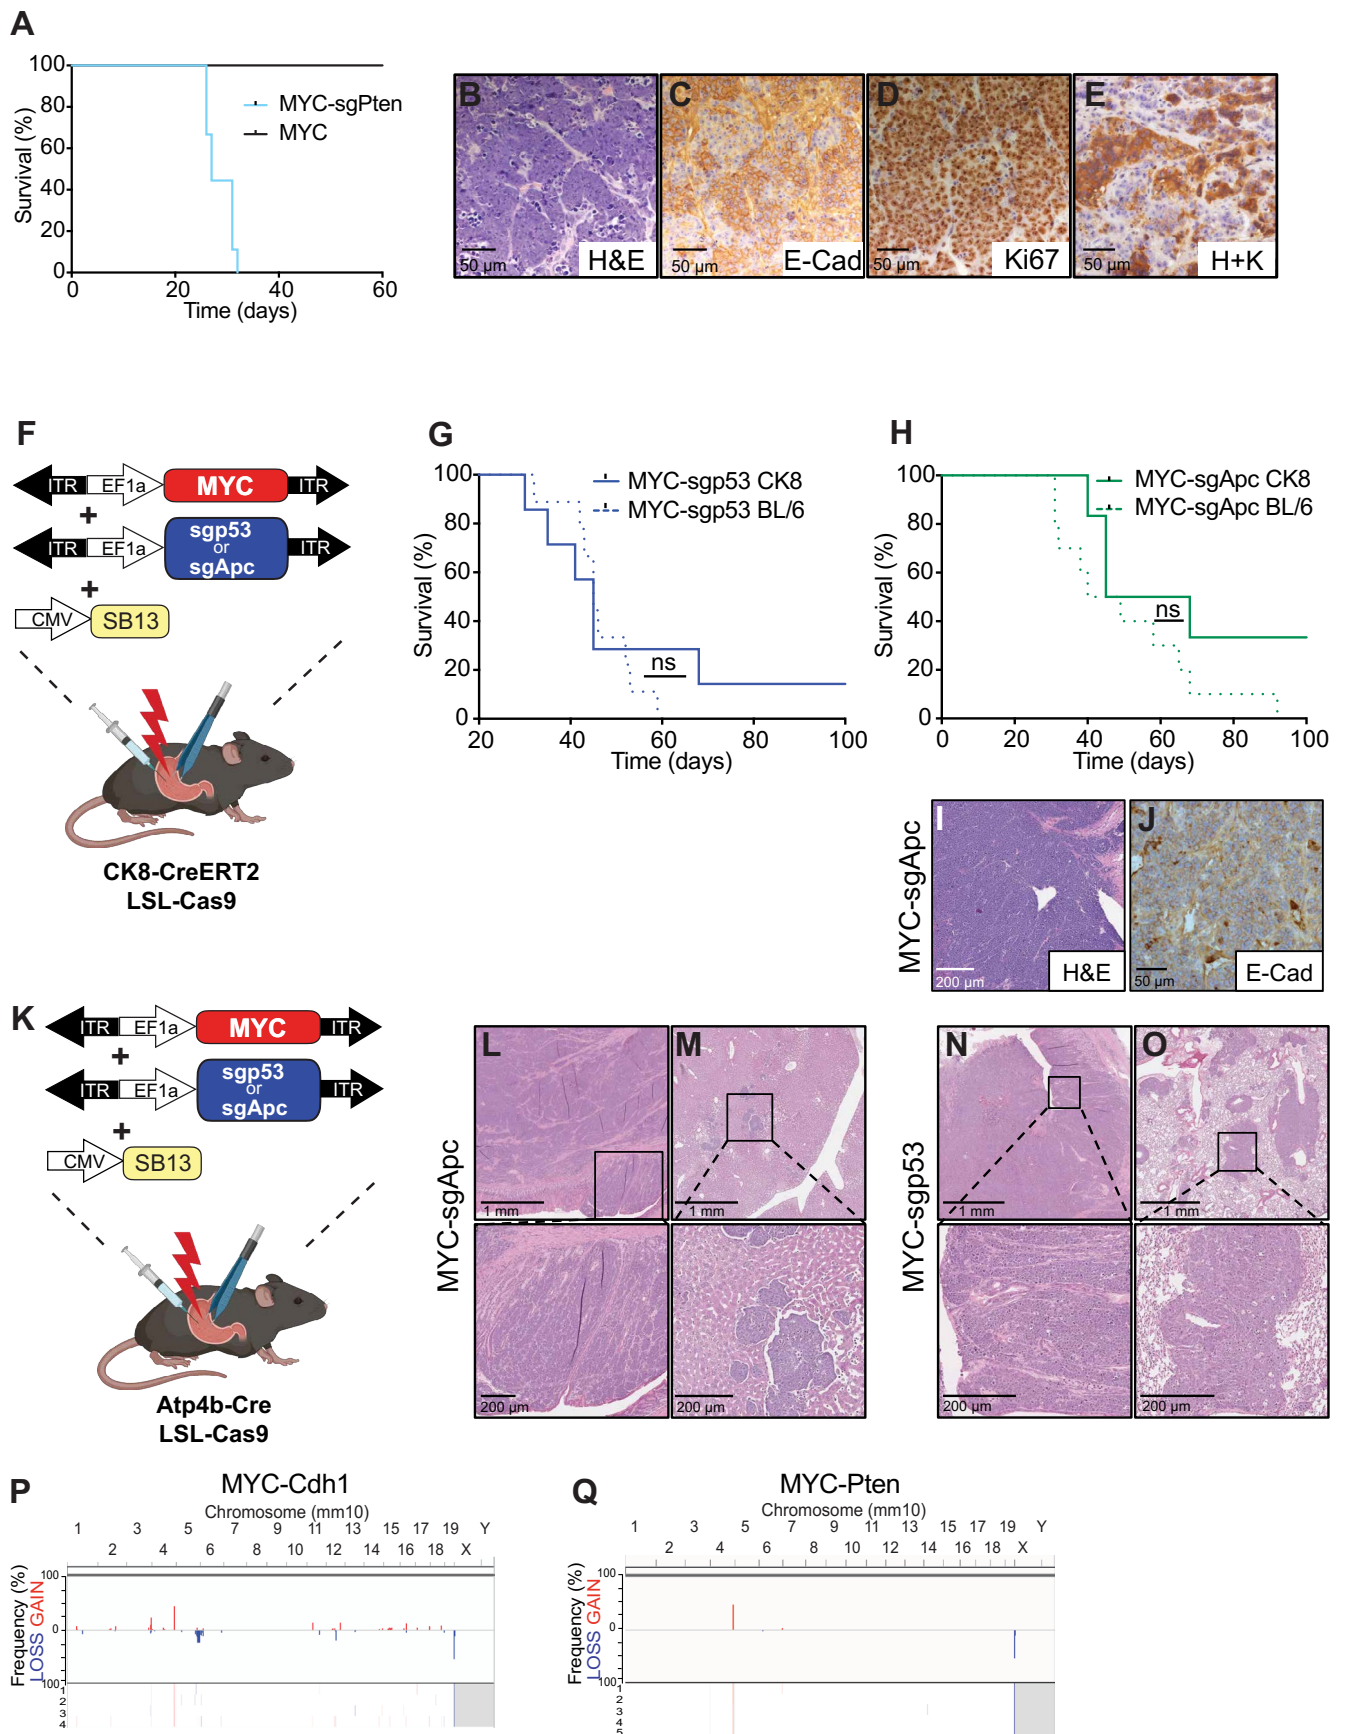 A
100
80
60
40
20
0
Survival (%)
0 20 40 60
Time (days)
MYC-sgPten
MYC
B
50 µm
H&E
C
50 µm
E-Cad
D
50 µm
Ki67
E
50 µm
H+K
F
ITR EF1a MYC ITR
+
ITR EF1a sgp53 or sgApc ITR
+
CMV SB13
CK8-CreERT2
LSL-Cas9
G
100
80
60
40
20
0
Survival (%)
20 40 60 80 100
Time (days)
MYC-sgp53 CK8
MYC-sgp53 BL/6
ns
H
100
80
60
40
20
0
Survival (%)
0 20 40 60 80 100
Time (days)
MYC-sgApc CK8
MYC-sgApc BL/6
ns
MYC-sgApc
I
200 µm
H&E
J
50 µm
E-Cad
K
ITR EF1a MYC ITR
+
ITR EF1a sgp53 or sgApc ITR
+
CMV SB13
Atp4b-Cre
LSL-Cas9
MYC-sgApc
L
1 mm
200 µm
M
1 mm
200 µm
MYC-sgp53
N
1 mm
200 µm
O
1 mm
200 µm
P
MYC-Cdh1
Chromosome (mm10)
1 3 5 7 9 11 13 15 17 19 Y
2 4 6 8 10 12 14 16 18 X
Frequency (%)
LOSS GAIN
100
0
100
1
2
3
4
Q
MYC-Pten
Chromosome (mm10)
1 3 5 7 9 11 13 15 17 19 Y
2 4 6 8 10 12 14 16 18 X
Frequency (%)
LOSS GAIN
100
0
100
1
2
3
4
5